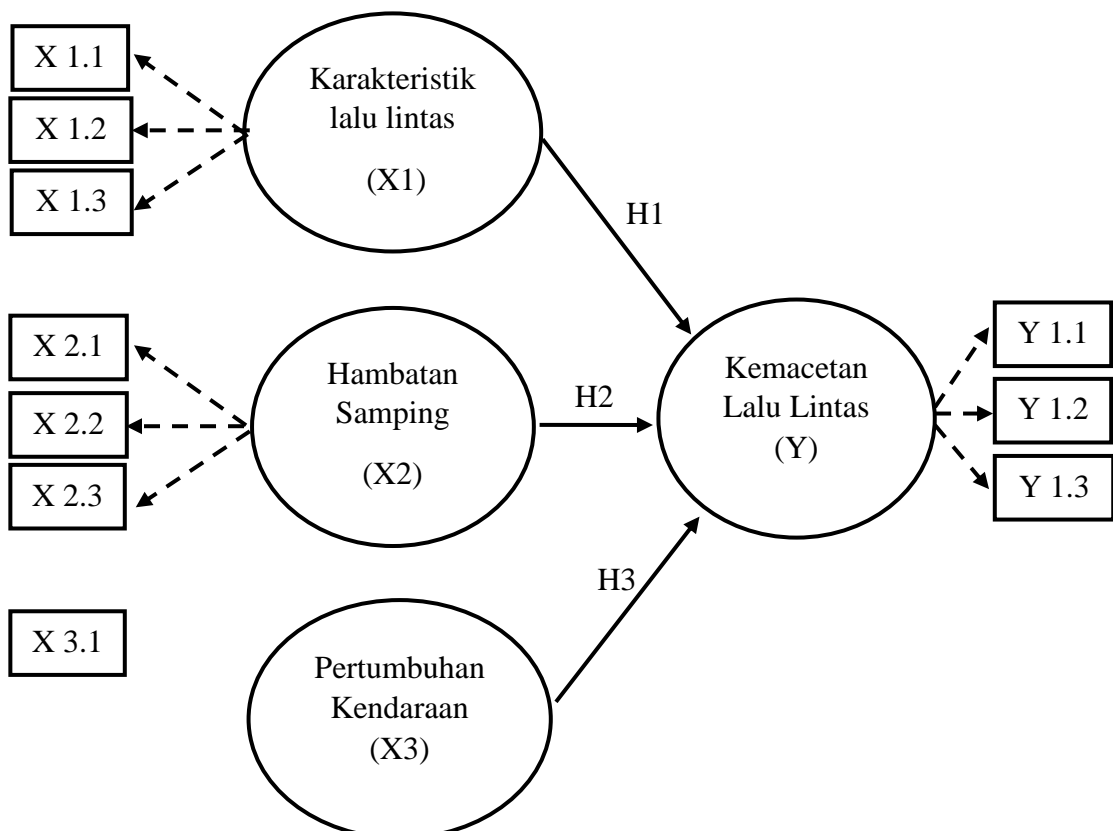 X 1.1
X 1.2
X 1.3
Karakteristik
lalu lintas
(X1)
H1
X 2.1
X 2.2
X 2.3
Hambatan
Samping
(X2)
H2
Kemacetan
Lalu Lintas
(Y)
Y 1.1
Y 1.2
Y 1.3
X 3.1
Pertumbuhan
Kendaraan
(X3)
H3